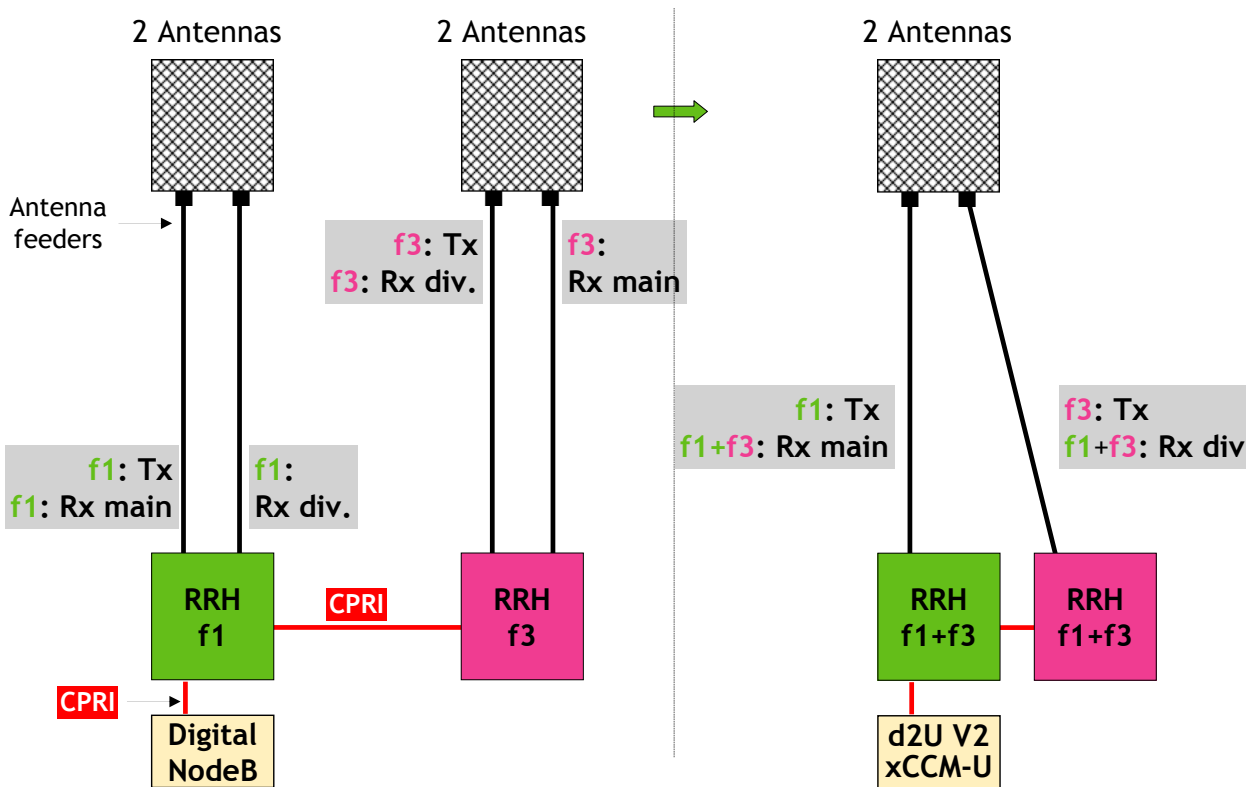 2 Antennas
2 Antennas
2 Antennas
Antenna
feeders
f3: Tx
f3: Rx div.
f3:
Rx main
f1: Tx
f1+f3: Rx main
f3: Tx
f1+f3: Rx div
f1: Tx
f1: Rx main
f1:
Rx div.
RRH
f1
CPRI
RRH
f3
RRH
f1+f3
RRH
f1+f3
CPRI
Digital
NodeB
d2U V2
xCCM-U